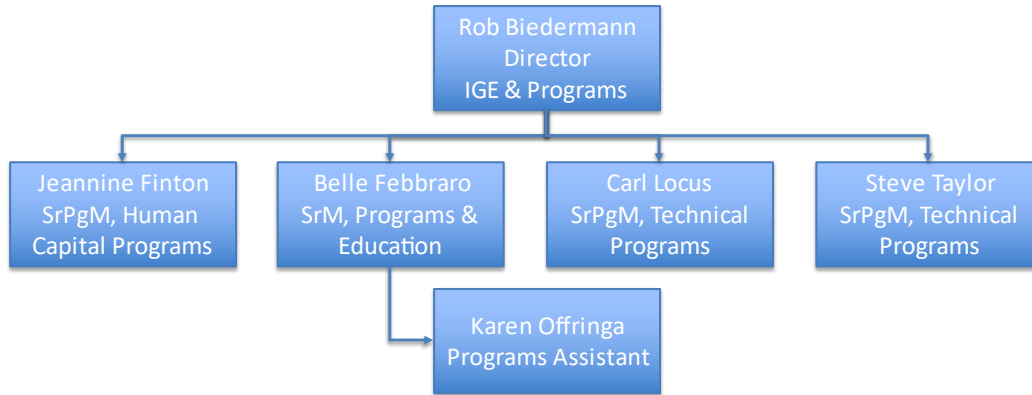 Rob Biedermann
Director
IGE & Programs
Jeannine Finton
SrPgM, Human
Capital Programs
Belle Febbraro
SrM, Programs &
Education
Carl Locus
SrPgM, Technical
Programs
Steve Taylor
SrPgM, Technical
Programs
Karen Offringa
Programs Assistant